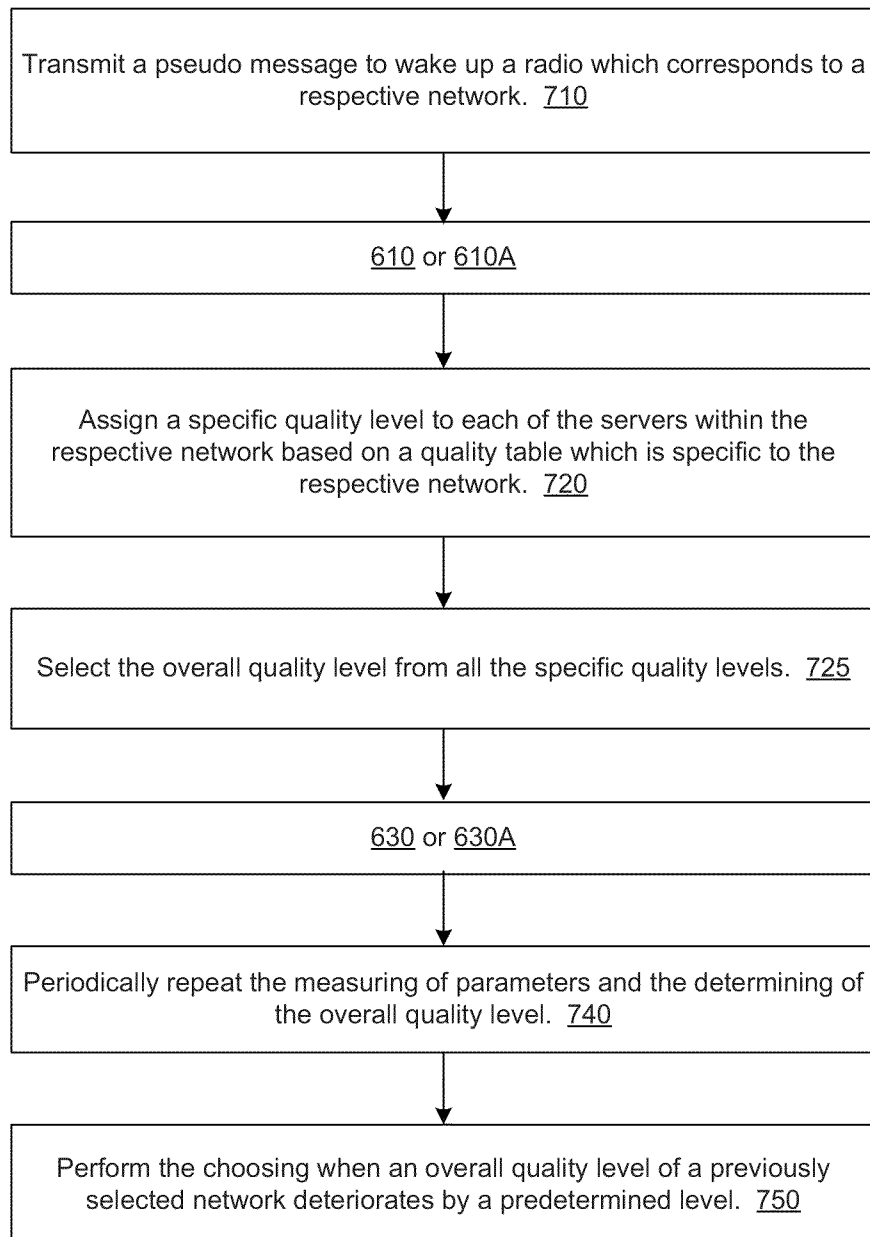 Transmit a pseudo message to wake up a radio which corresponds to a
respective network. 710
610 or 610A
Assign a specific quality level to each of the servers within the
respective network based on a quality table which is specific to the
respective network. 720
Select the overall quality level from all the specific quality levels. 725
630 or 630A
Periodically repeat the measuring of parameters and the determining of
the overall quality level. 740
Perform the choosing when an overall quality level of a previously
selected network deteriorates by a predetermined level. 750